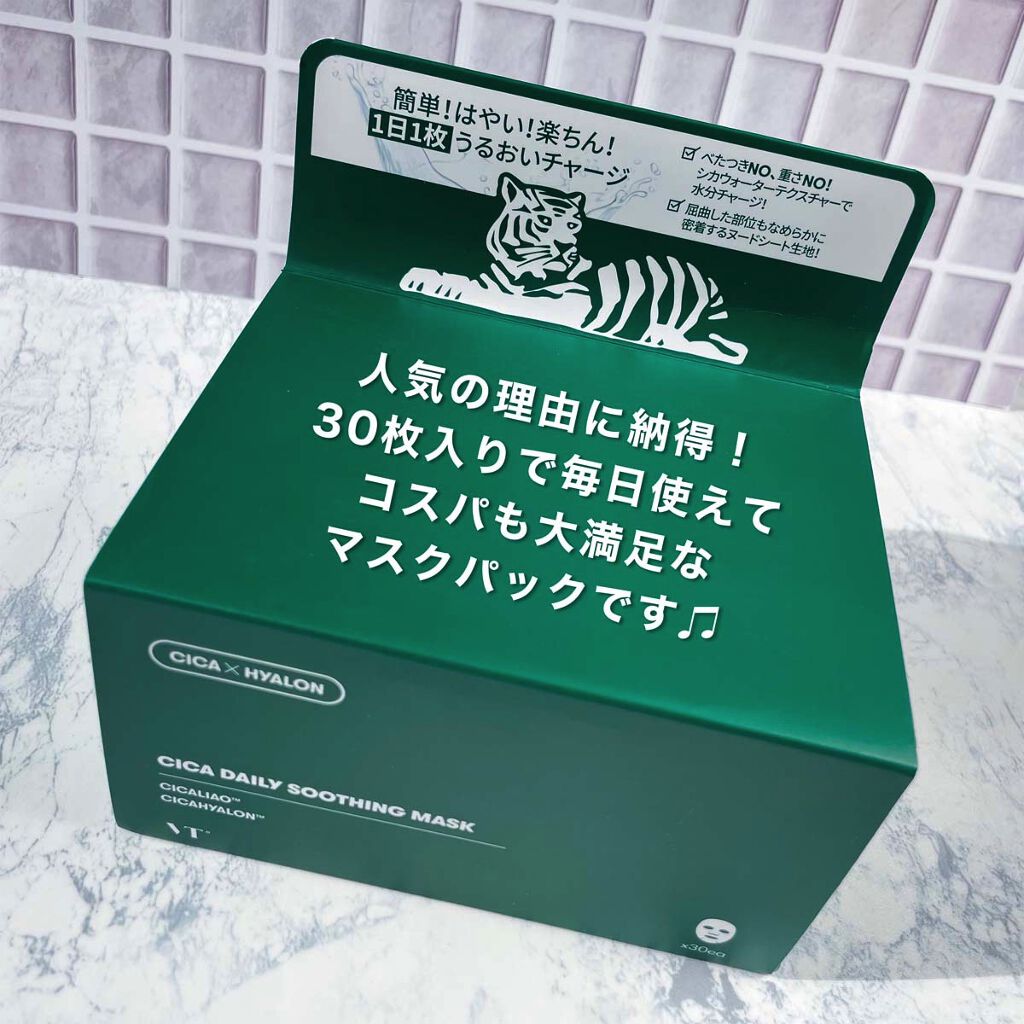 簡単!はやい!楽ちん!
1日1枚 うるおいチャージ
べたつきNO、重さNO!
シカウォーターテクスチャーで
水分チャージ!
屈曲した部位もなめらかに
密着するヌードシート生地!
人気の理由に納得!
30枚入りで毎日使えて
コスパも大満足な
マスクパックです♫
CICA × HYALON
CICA DAILY SOOTHING MASK
CICALIAO™
CICAHYALON™
VT®
x30ea